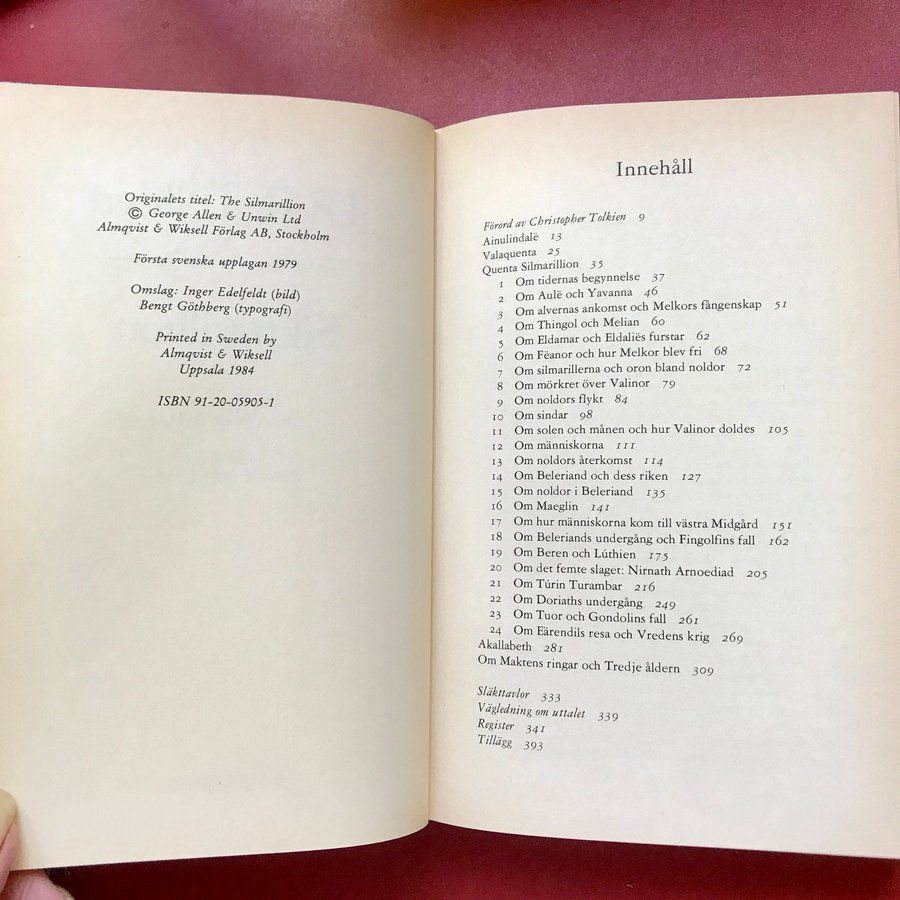 Originalets titel: The Silmarillion
© George Allen & Unwin Ltd
Almqvist & Wiksell Förlag AB, Stockholm
Första svenska upplagan 1979
Omslag: Inger Edelfeldt (bild)
Bengt Göthberg (typografi)
Printed in Sweden by
Almqvist & Wiksell
Uppsala 1984
ISBN 91-20-05905-1
Innehåll
Förord av Christopher Tolkien 9
Ainulindalë 13
Valaquenta 25
Quenta Silmarillion 35
1 Om tidernas begynnelse 37
2 Om Aulë och Yavanna 46
3 Om alvernas ankomst och Melkors fångenskap 51
4 Om Thingol och Melian 60
5 Om Eldamar och Eldaliës furstar 62
6 Om Fëanor och hur Melkor blev fri 68
7 Om silmarillerna och oron bland noldor 72
8 Om mörkret över Valinor 79
9 Om noldors flykt 84
10 Om sindar 98
11 Om solen och månen och hur Valinor doldes 105
12 Om människorna 111
13 Om noldors återkomst 114
14 Om Beleriand och dess riken 127
15 Om noldor i Beleriand 135
16 Om Maeglin 141
17 Om hur människorna kom till västra Midgård 151
18 Om Beleriands undergång och Fingolfins fall 162
19 Om Beren och Lúthien 175
20 Om det femte slaget: Nirnath Arnoediad 205
21 Om Túrin Turambar 216
22 Om Doriaths undergång 249
23 Om Tuor och Gondolins fall 261
24 Om Eärendils resa och Vredens krig 269
Akallabeth 281
Om Maktens ringar och Tredje åldern 309
Släkttavlor 333
Vägledning om uttalet 339
Register 341
Tillägg 393